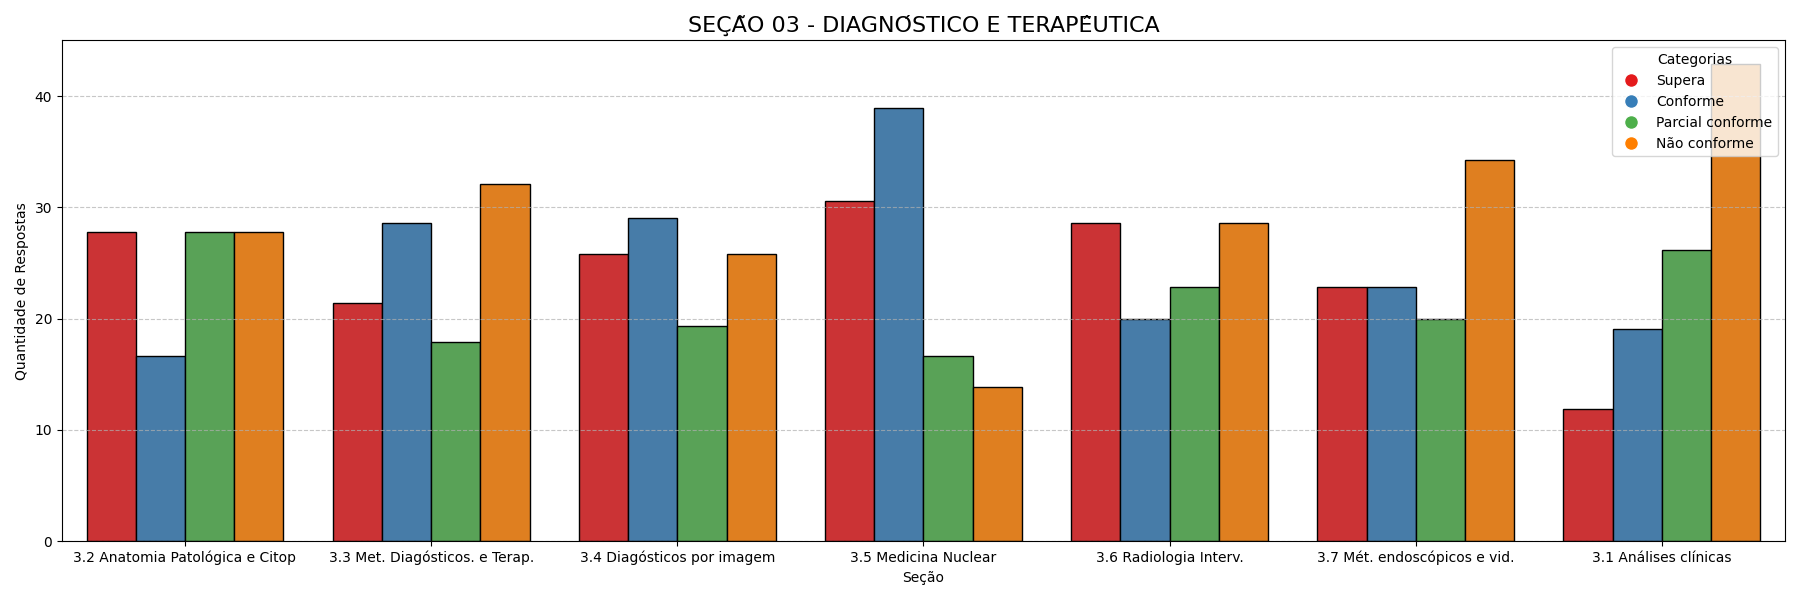 SEÇÃO 03 - DIAGNÓSTICO E TERAPÊUTICA
Categorias
Supera
Conforme
Parcial conforme
Não conforme
Quantidade de Respostas
40
30
20
10
0
3.2 Anatomia Patológica e Citop
3.3 Met. Diagósticos. e Terap.
3.4 Diagósticos por imagem
3.5 Medicina Nuclear
3.6 Radiologia Interv.
3.7 Mét. endoscópicos e vid.
3.1 Análises clínicas
Seção